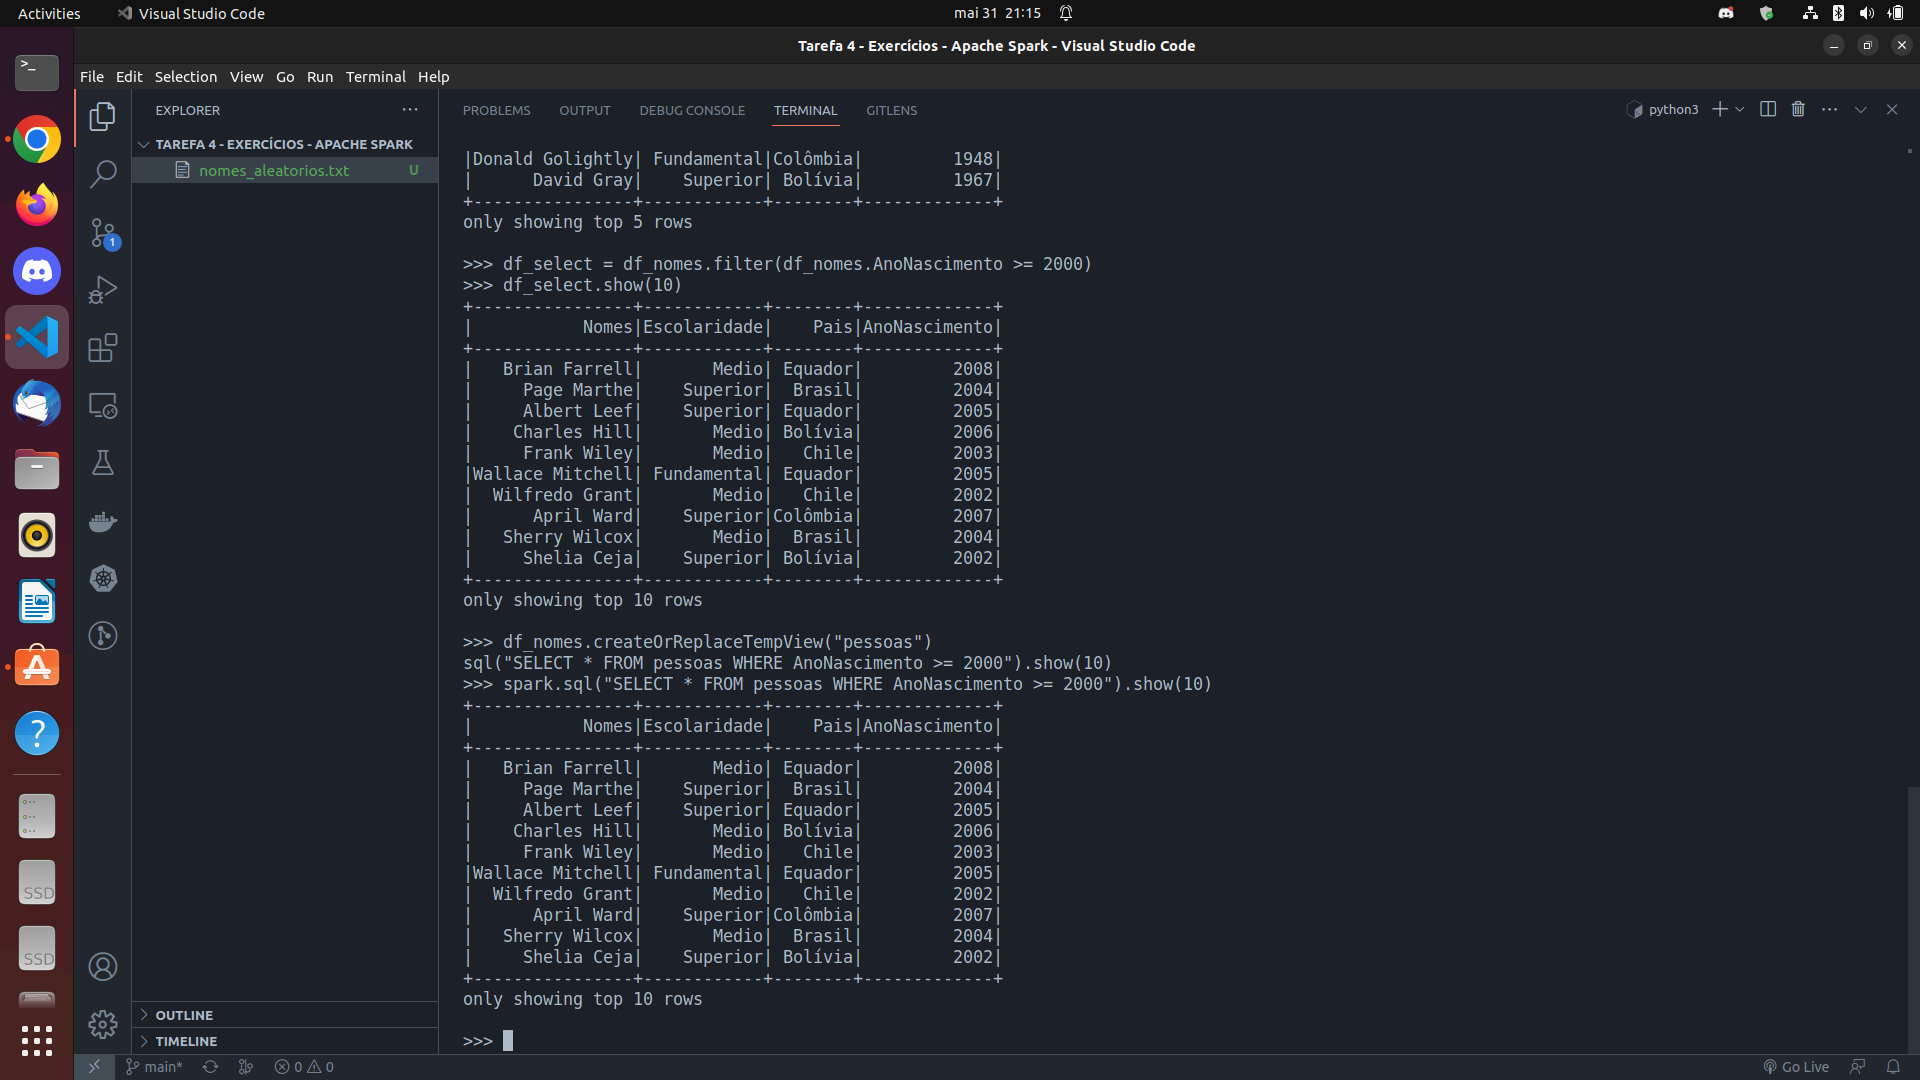 Activities
Visual Studio Code
mai 31 21:15
Tarefa 4 - Exercícios - Apache Spark - Visual Studio Code
File Edit Selection View Go Run Terminal Help
EXPLORER
TAREFA 4 - EXERCÍCIOS - APACHE SPARK
nomes_aleatorios.txt U
1
SSD
SSD
OUTLINE
TIMELINE
PROBLEMS OUTPUT DEBUG CONSOLE TERMINAL GITLENS
python3
|Donald Golightly| Fundamental|Colômbia|         1948|
|      David Gray|    Superior| Bolívia|         1967|
+----------------+------------+--------+-------------+
only showing top 5 rows
>>> df_select = df_nomes.filter(df_nomes.AnoNascimento >= 2000)
>>> df_select.show(10)
+----------------+------------+--------+-------------+
|           Nomes|Escolaridade|    Pais|AnoNascimento|
+----------------+------------+--------+-------------+
|   Brian Farrell|       Medio| Equador|         2008|
|     Page Marthe|    Superior|  Brasil|         2004|
|     Albert Leef|    Superior| Equador|         2005|
|    Charles Hill|       Medio| Bolívia|         2006|
|     Frank Wiley|       Medio|   Chile|         2003|
|Wallace Mitchell| Fundamental| Equador|         2005|
|  Wilfredo Grant|       Medio|   Chile|         2002|
|      April Ward|    Superior|Colômbia|         2007|
|   Sherry Wilcox|       Medio|  Brasil|         2004|
|     Shelia Ceja|    Superior| Bolívia|         2002|
+----------------+------------+--------+-------------+
only showing top 10 rows
>>> df_nomes.createOrReplaceTempView("pessoas")
sql("SELECT * FROM pessoas WHERE AnoNascimento >= 2000").show(10)
>>> spark.sql("SELECT * FROM pessoas WHERE AnoNascimento >= 2000").show(10)
+----------------+------------+--------+-------------+
|           Nomes|Escolaridade|    Pais|AnoNascimento|
+----------------+------------+--------+-------------+
|   Brian Farrell|       Medio| Equador|         2008|
|     Page Marthe|    Superior|  Brasil|         2004|
|     Albert Leef|    Superior| Equador|         2005|
|    Charles Hill|       Medio| Bolívia|         2006|
|     Frank Wiley|       Medio|   Chile|         2003|
|Wallace Mitchell| Fundamental| Equador|         2005|
|  Wilfredo Grant|       Medio|   Chile|         2002|
|      April Ward|    Superior|Colômbia|         2007|
|   Sherry Wilcox|       Medio|  Brasil|         2004|
|     Shelia Ceja|    Superior| Bolívia|         2002|
+----------------+------------+--------+-------------+
only showing top 10 rows
>>>
main* 0 0
Go Live